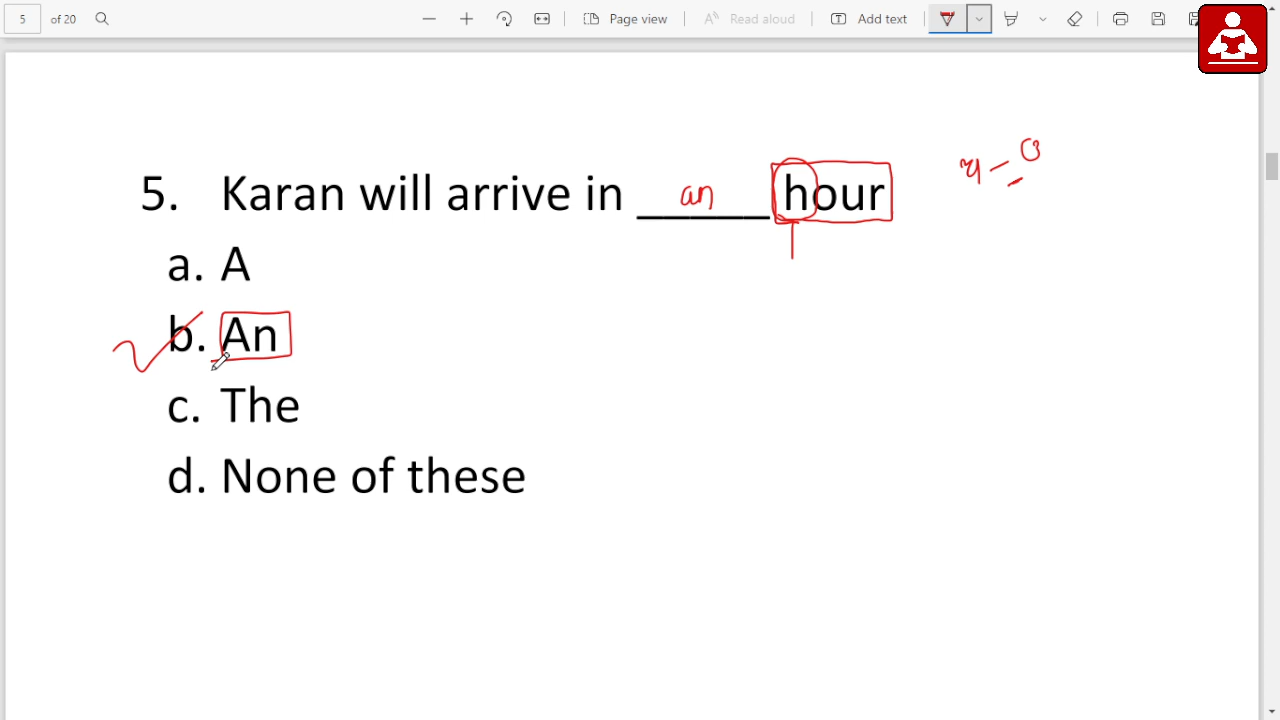 5 of 20 Page view Read aloud Add text
5. Karan will arrive in _____ an hour
a. A
b. An
c. The
d. None of these